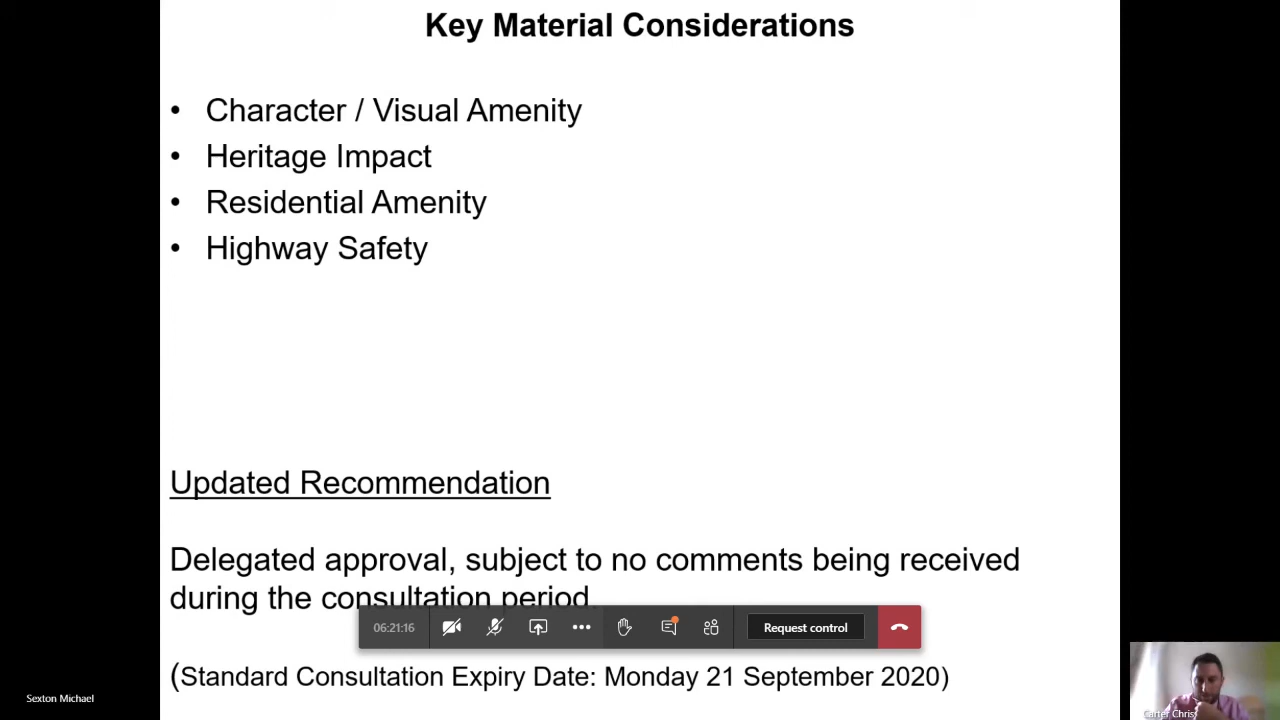 Key Material Considerations
• Character / Visual Amenity
• Heritage Impact
• Residential Amenity
• Highway Safety
Updated Recommendation
Delegated approval, subject to no comments being received
during the consultation period.
06:21:16
Request control
(Standard Consultation Expiry Date: Monday 21 September 2020)
Sexton Michael
Carter Chris